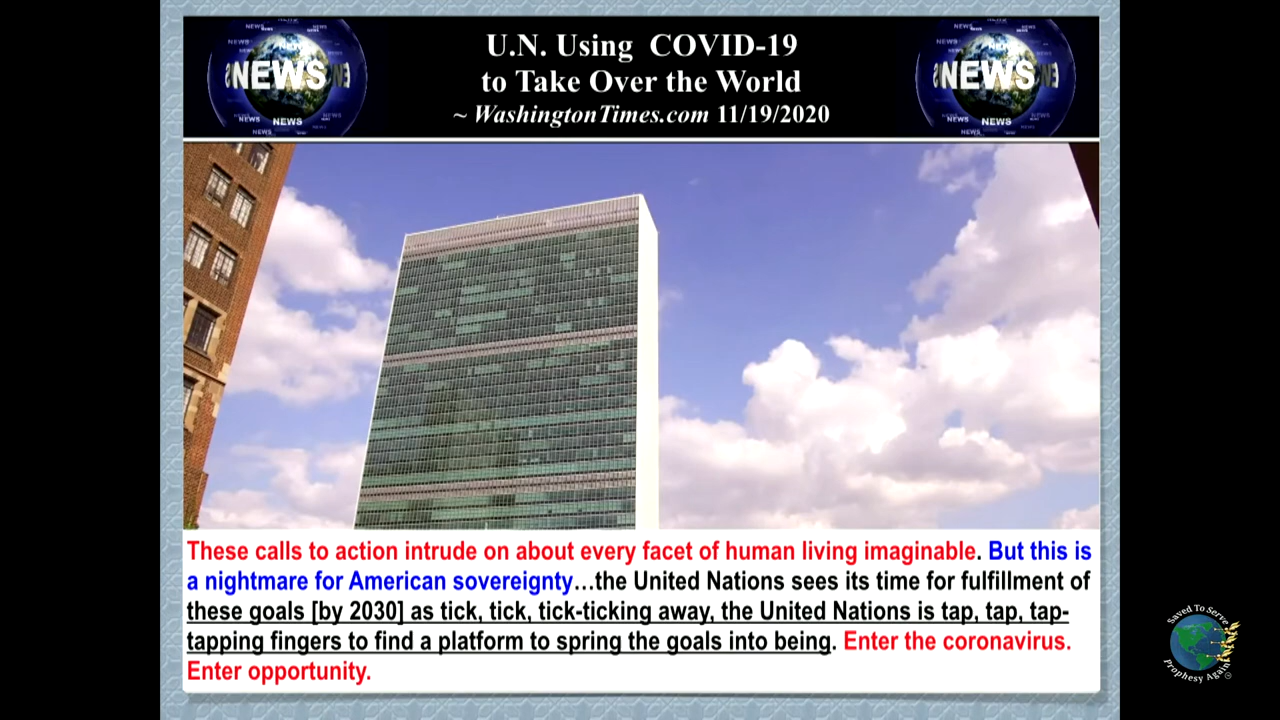 U.N. Using COVID-19
to Take Over the World
~ WashingtonTimes.com 11/19/2020
NEWS
NEWS
NEWS
NEWS
These calls to action intrude on about every facet of human living imaginable. But this is
a nightmare for American sovereignty…the United Nations sees its time for fulfillment of
these goals [by 2030] as tick, tick, tick-ticking away, the United Nations is tap, tap, tap-
tapping fingers to find a platform to spring the goals into being. Enter the coronavirus.
Enter opportunity.
Saved To Serve
Prophesy Again